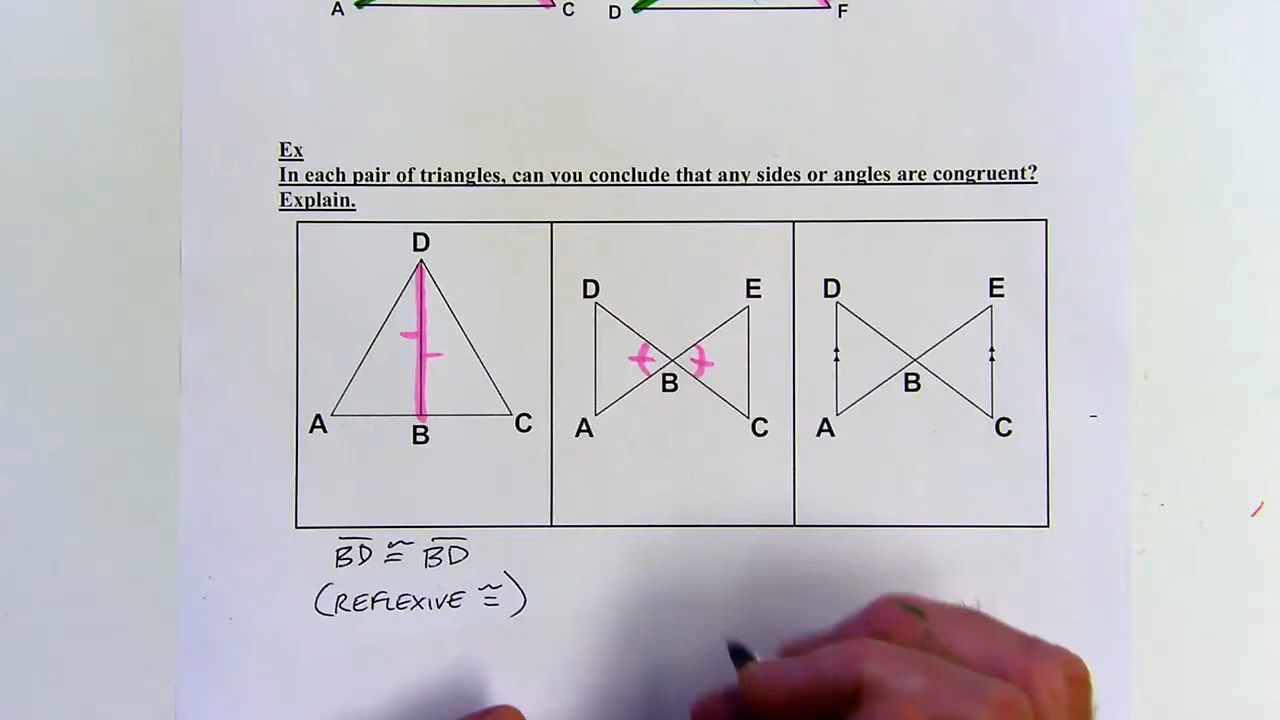 A C D F
Ex
In each pair of triangles, can you conclude that any sides or angles are congruent?
Explain.
D
A B C
D E
B
A C
D E
B
A C
BD ≅ BD
(REFLEXIVE ≅)